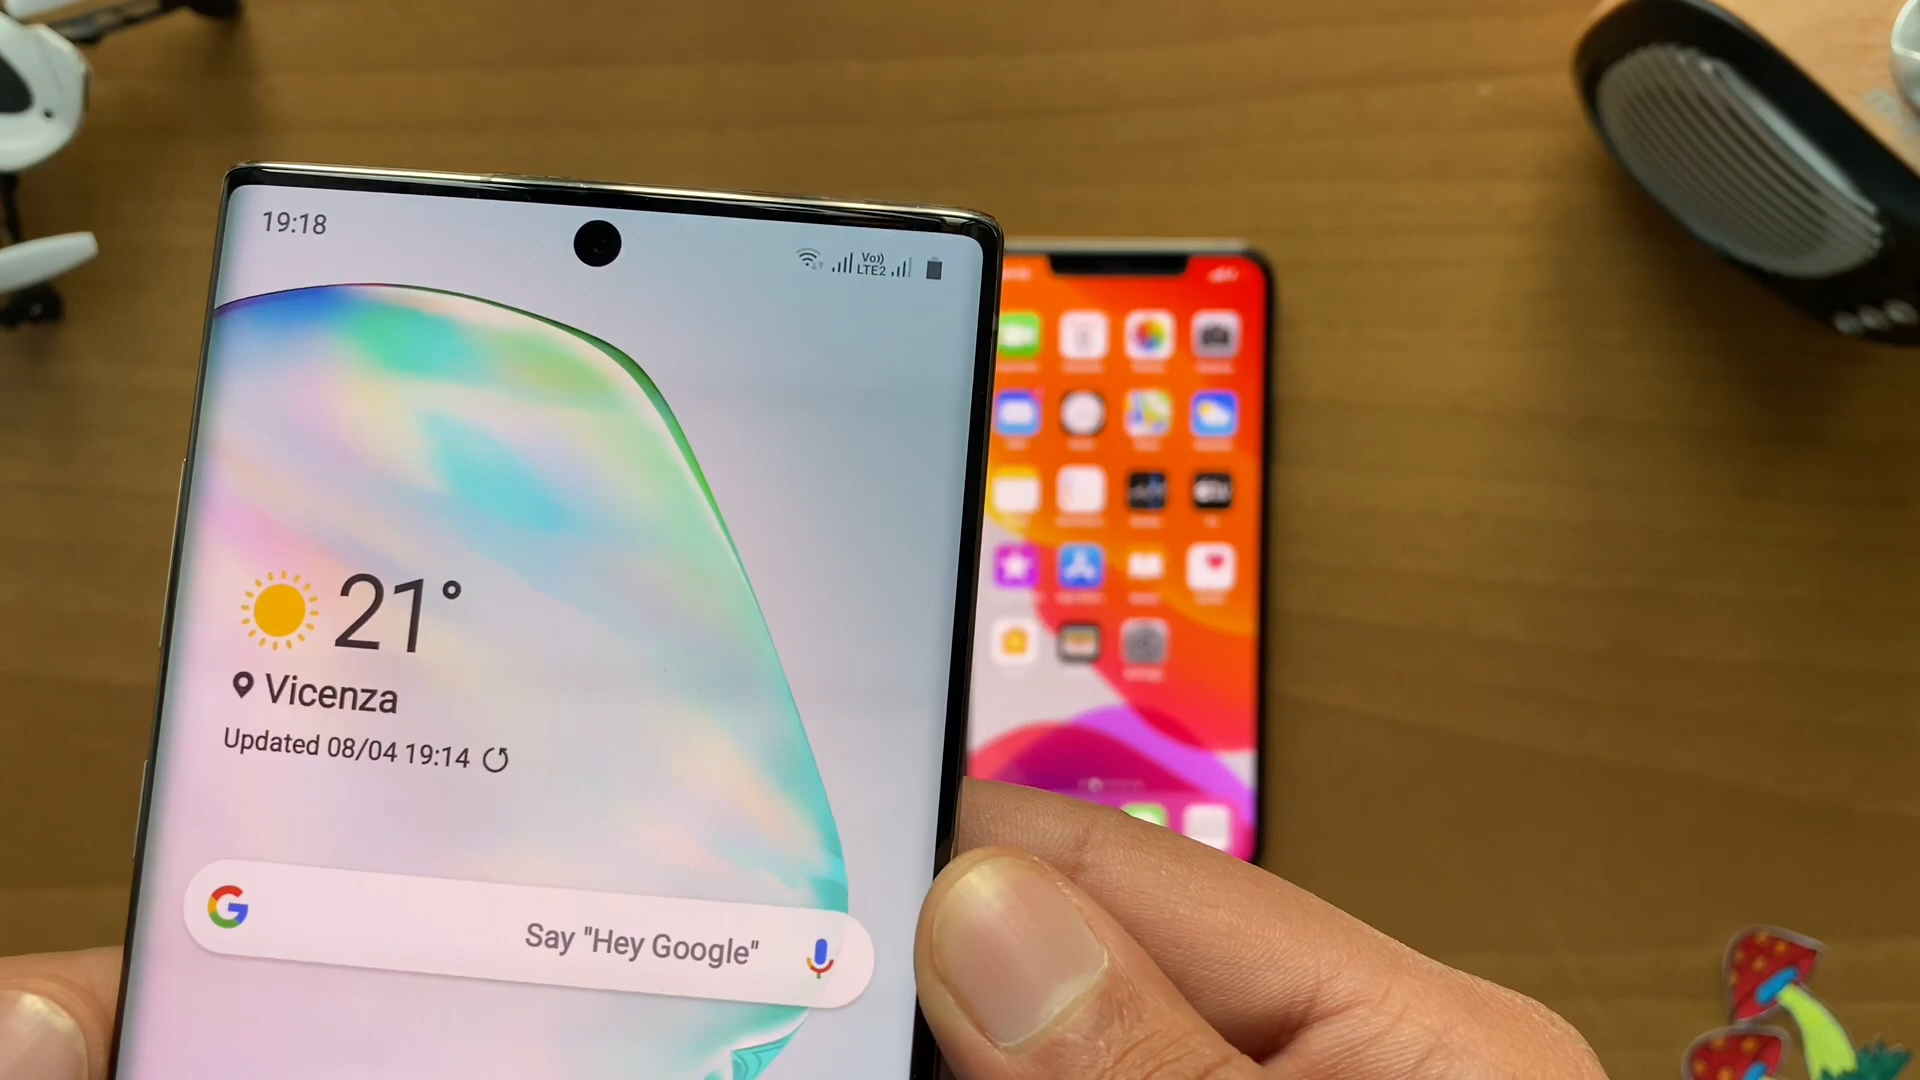 19:18
Vo))
LTE2
21°
Vicenza
Updated 08/04 19:14
G
Say "Hey Google"